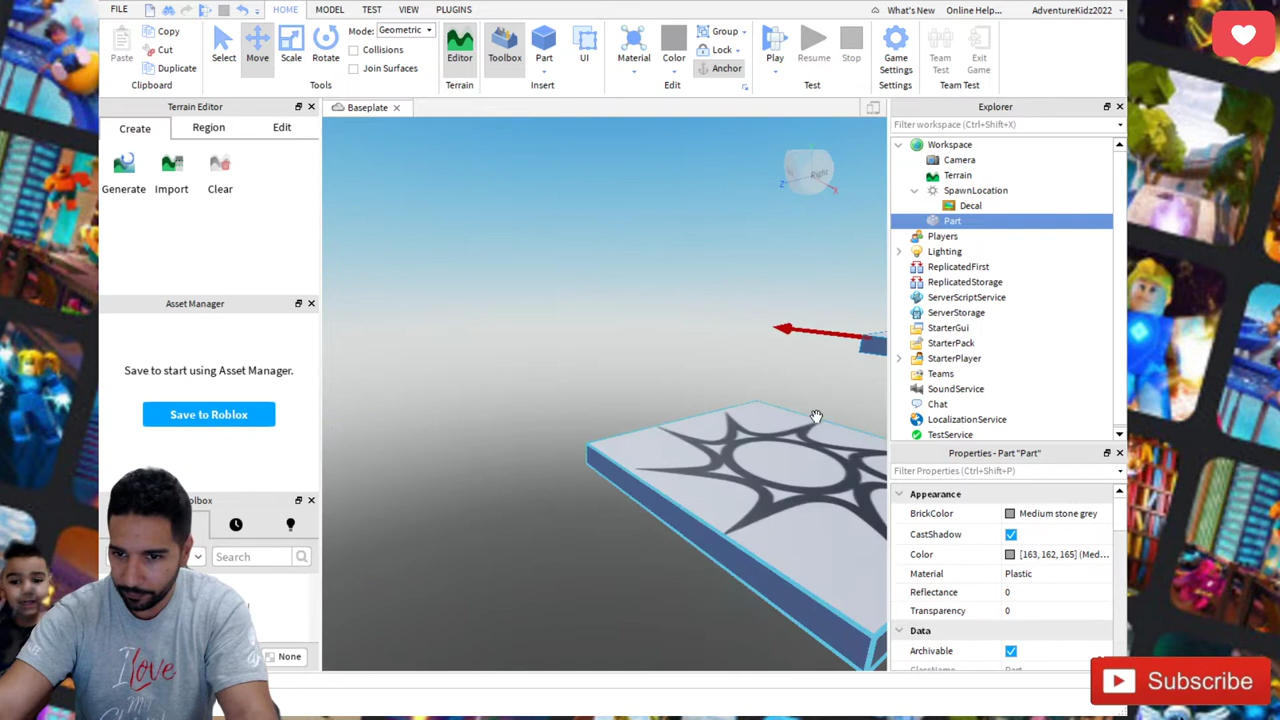 FILE HOME MODEL TEST VIEW PLUGINS What's New Online Help... AdventureKidz2022
Paste Copy Cut Duplicate Clipboard
Select Move Scale Rotate Mode: Geometric Collisions Join Surfaces Tools
Editor Terrain
Toolbox Part UI Insert
Material Color Group Lock Anchor Edit
Play Resume Stop Test
Game Settings Settings
Team Test Exit Game Team Test
Terrain Editor
Create Region Edit
Generate Import Clear
Asset Manager
Save to start using Asset Manager.
Save to Roblox
Search
None
Baseplate
Right
Z
Explorer
Filter workspace (Ctrl+Shift+X)
Workspace
Camera
Terrain
SpawnLocation
Decal
Part
Players
Lighting
ReplicatedFirst
ReplicatedStorage
ServerScriptService
ServerStorage
StarterGui
StarterPack
StarterPlayer
Teams
SoundService
Chat
LocalizationService
TestService
Properties - Part "Part"
Filter Properties (Ctrl+Shift+P)
Appearance
BrickColor Medium stone grey
CastShadow
Color [163, 162, 165] (Med...
Material Plastic
Reflectance 0
Transparency 0
Data
Archivable
I Love
My
Subscribe